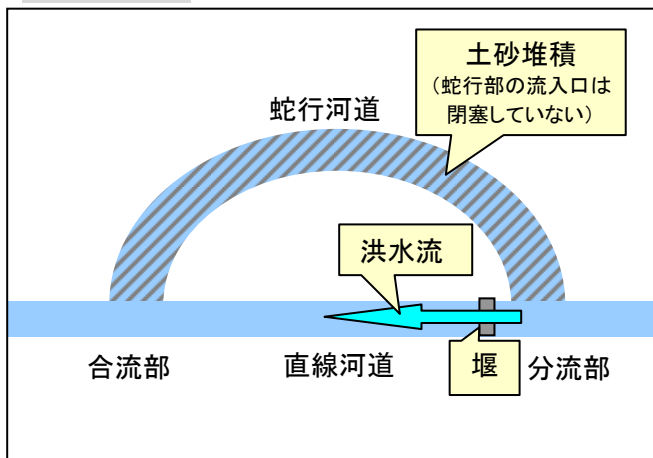 土砂堆積
（蛇行部の流入口は
閉塞していない）
蛇行河道
洪水流
合流部
直線河道
堰
分流部